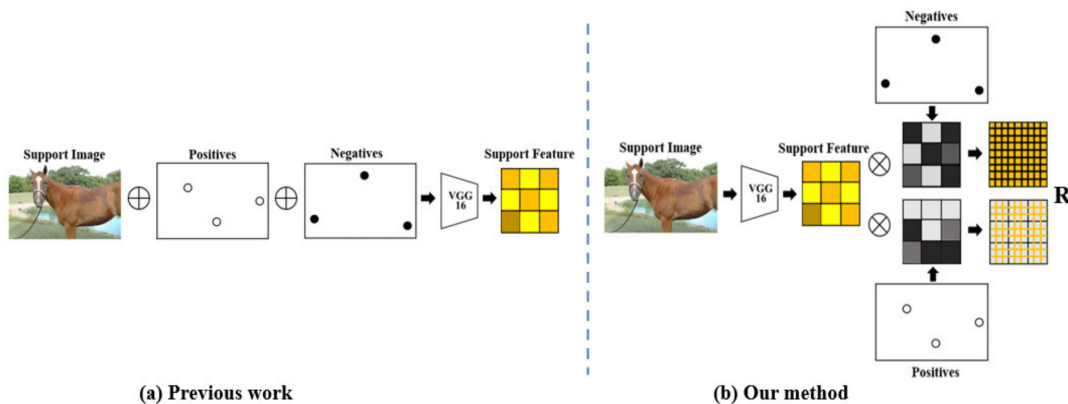 Support Image
Positives
Negatives
VGG
16
Support Feature
(a) Previous work
Negatives
Support Image
VGG
16
Support Feature
R
Positives
(b) Our method